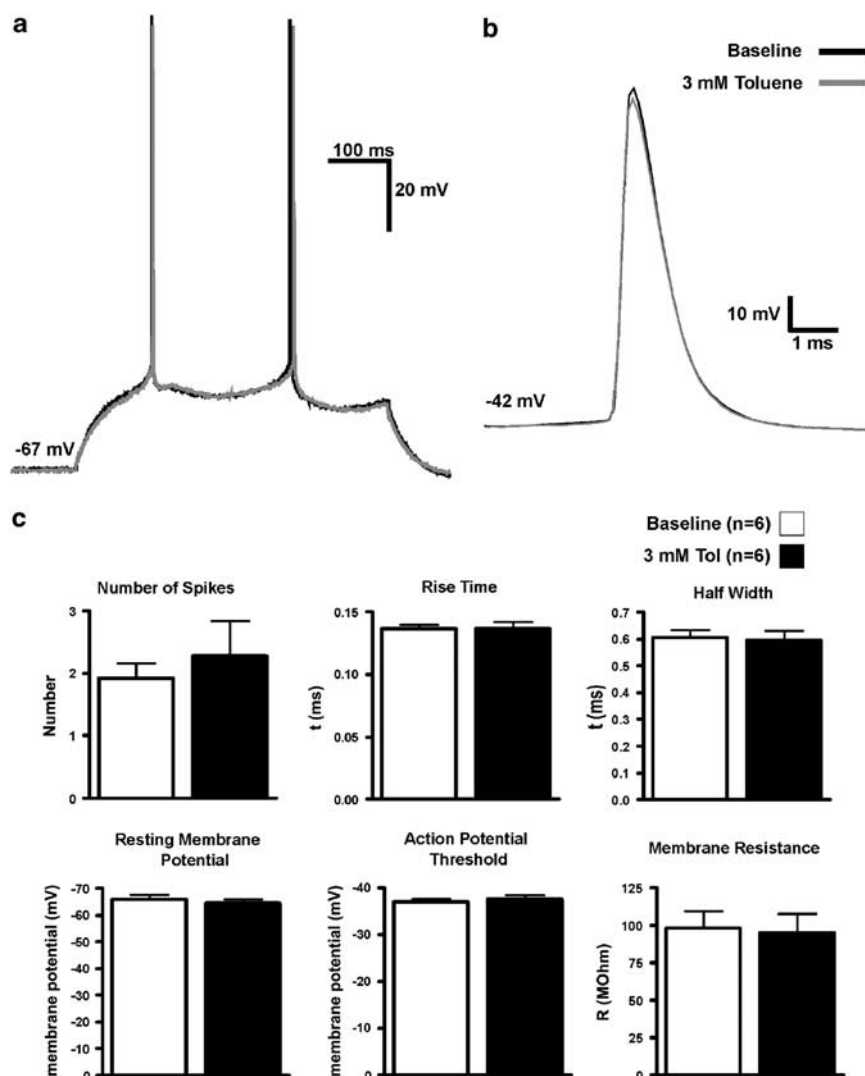 a
100 ms
20 mV
-67 mV
b
Baseline
3 mM Toluene
10 mV
1 ms
-42 mV
c
Baseline (n=6)
3 mM Tol (n=6)
Number of Spikes
Number
3
2
1
0
Rise Time
t (ms)
0.15
0.10
0.05
0.00
Half Width
t (ms)
0.7
0.6
0.5
0.4
0.3
0.2
0.1
0.0
Resting Membrane
Potential
membrane potential (mV)
-70
-60
-50
-40
-30
-20
-10
0
Action Potential
Threshold
membrane potential (mV)
-40
-30
-20
-10
0
Membrane Resistance
R (MOhm)
125
100
75
50
25
0